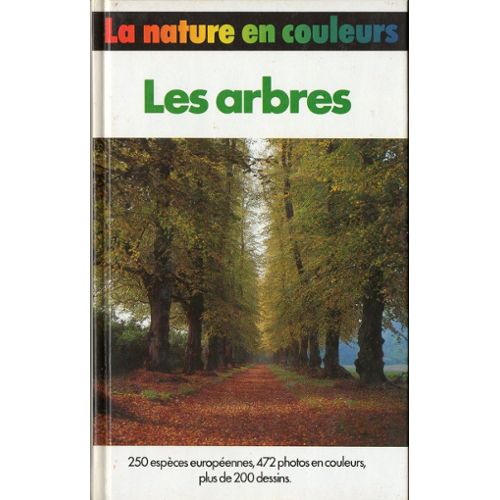 La nature en couleurs
Les arbres
250 espèces européennes, 472 photos en couleurs,
plus de 200 dessins.